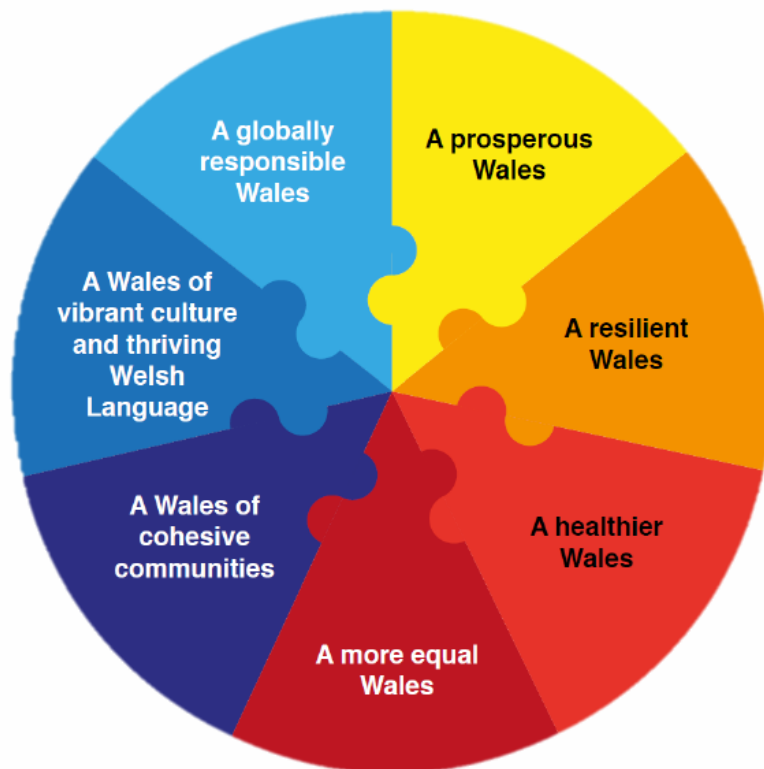 A prosperous
Wales
A resilient
Wales
A healthier
Wales
A more equal
Wales
A Wales of
cohesive
communities
A Wales of
vibrant culture
and thriving
Welsh
Language
A globally
responsible
Wales